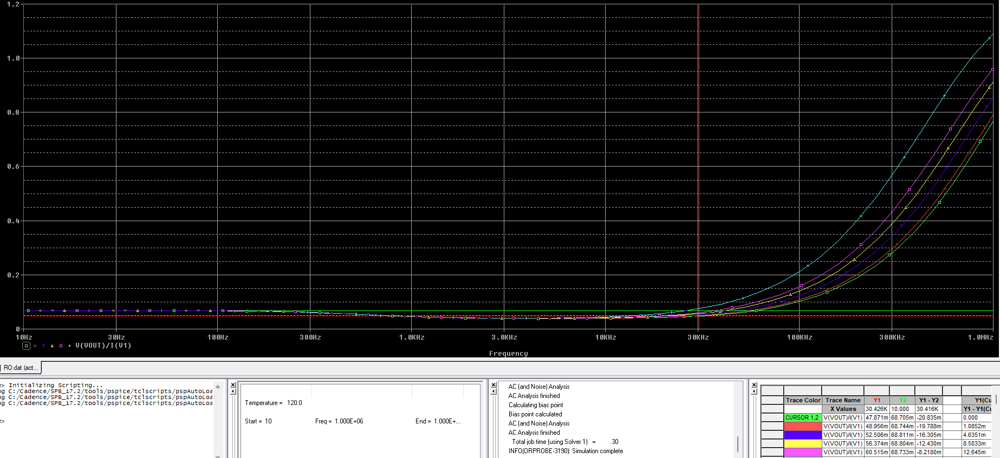 1.2
1.0
0.8
0.6
0.4
0.2
0
10Hz 30Hz 100Hz 300Hz 1.0KHz 3.0KHz 10KHz 30KHz 100KHz 300KHz 1.0MHz
V(VOUT)/I(V1)
Frequency
RO.dat (act...
> Initializing Scripting...
ng C:/Cadence/SPB_17.2/tools/pspice/tclscripts/pspAutoLoa
ng C:/Cadence/SPB_17.2/tools/pspice/tclscripts/pspAutoLoa
ng C:/Cadence/SPB_17.2/tools/pspice/tclscripts/pspAutoLoa
>
Temperature = 120.0
Start = 10 Freq = 1.000E+06 End = 1.000E+...
AC (and Noise) Analysis
AC Analysis finished
Calculating bias point
Bias point calculated
AC (and Noise) Analysis
AC Analysis finished
Total job time (using Solver 1) = .30
INFO(ORPROBE-3190): Simulation complete
Trace Color Trace Name Y1 Y2 Y1 - Y2 Y1(Cu
X Values 30.426K 10.000 30.416K Y1 - Y1(Cu
CURSOR 1,2 V(VOUT)/I(V1) 47.871m 68.705m -20.835m 0.000
V(VOUT)/I(V1) 48.956m 68.744m -19.788m 1.0852m
V(VOUT)/I(V1) 52.506m 68.811m -16.305m 4.6351m
V(VOUT)/I(V1) 56.374m 68.804m -12.430m 8.5033m
V(VOUT)/I(V1) 60.515m 68.733m -8.2180m 12.645m